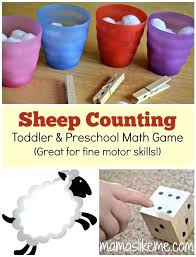 Sheep Counting
Toddler & Preschool Math Game
(Great for fine motor skills!)
mamaslikeme.com